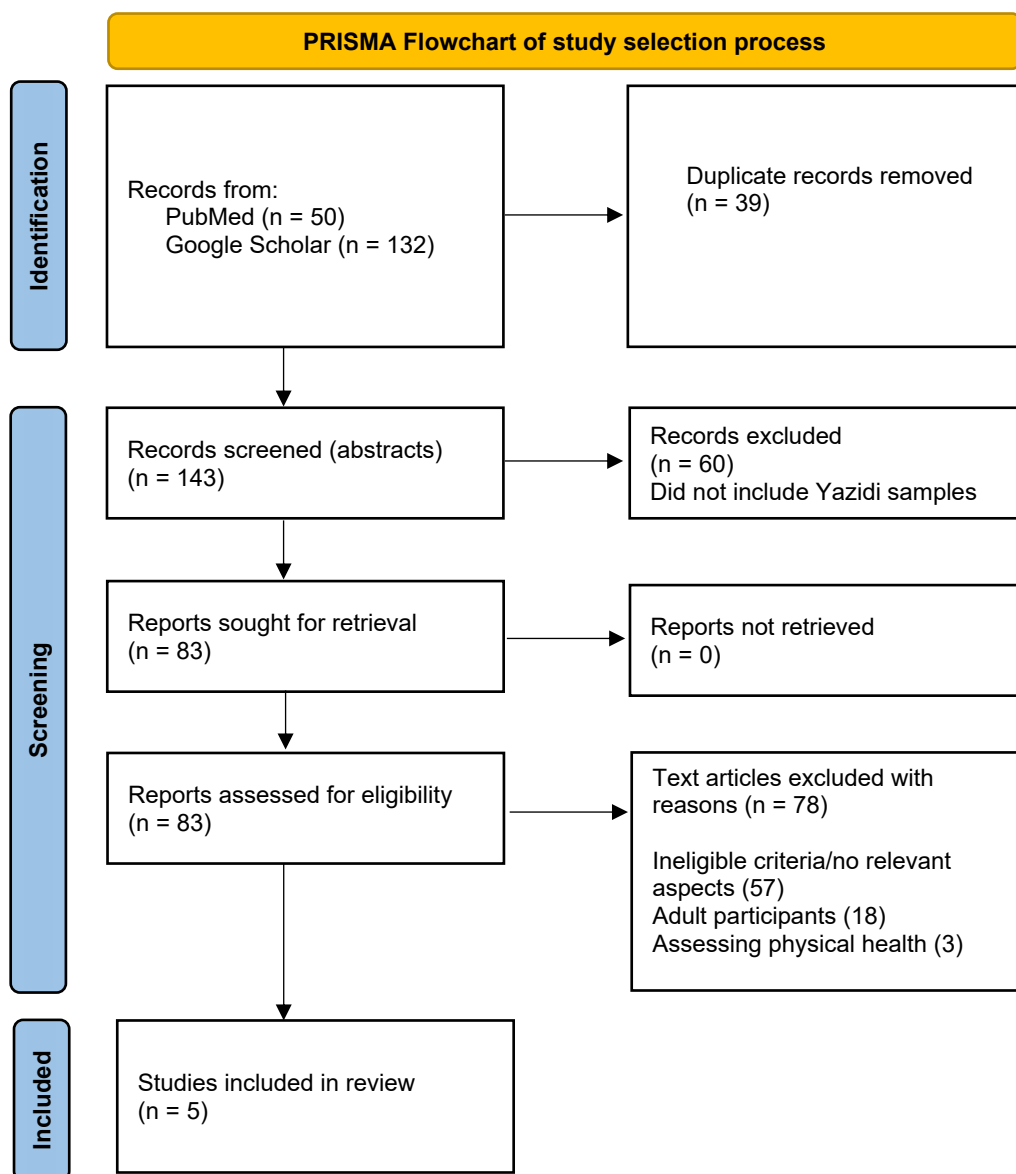 PRISMA Flowchart of study selection process
Identification
Records from:
PubMed (n = 50)
Google Scholar (n = 132)
Duplicate records removed
(n = 39)
Screening
Records screened (abstracts)
(n = 143)
Records excluded
(n = 60)
Did not include Yazidi samples
Reports sought for retrieval
(n = 83)
Reports not retrieved
(n = 0)
Reports assessed for eligibility
(n = 83)
Text articles excluded with
reasons (n = 78)
Ineligible criteria/no relevant
aspects (57)
Adult participants (18)
Assessing physical health (3)
Included
Studies included in review
(n = 5)